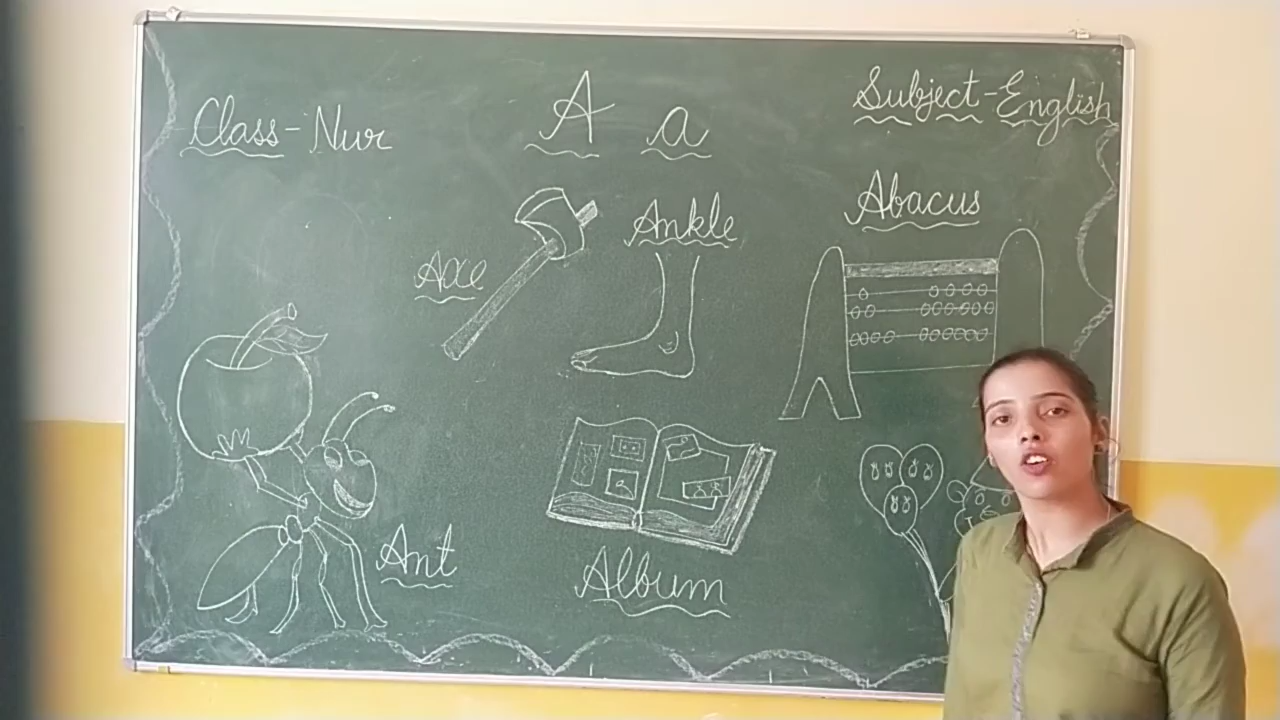 Class-Nur
A a
Subject-English
Axe
Ankle
Abacus
Ant
Album